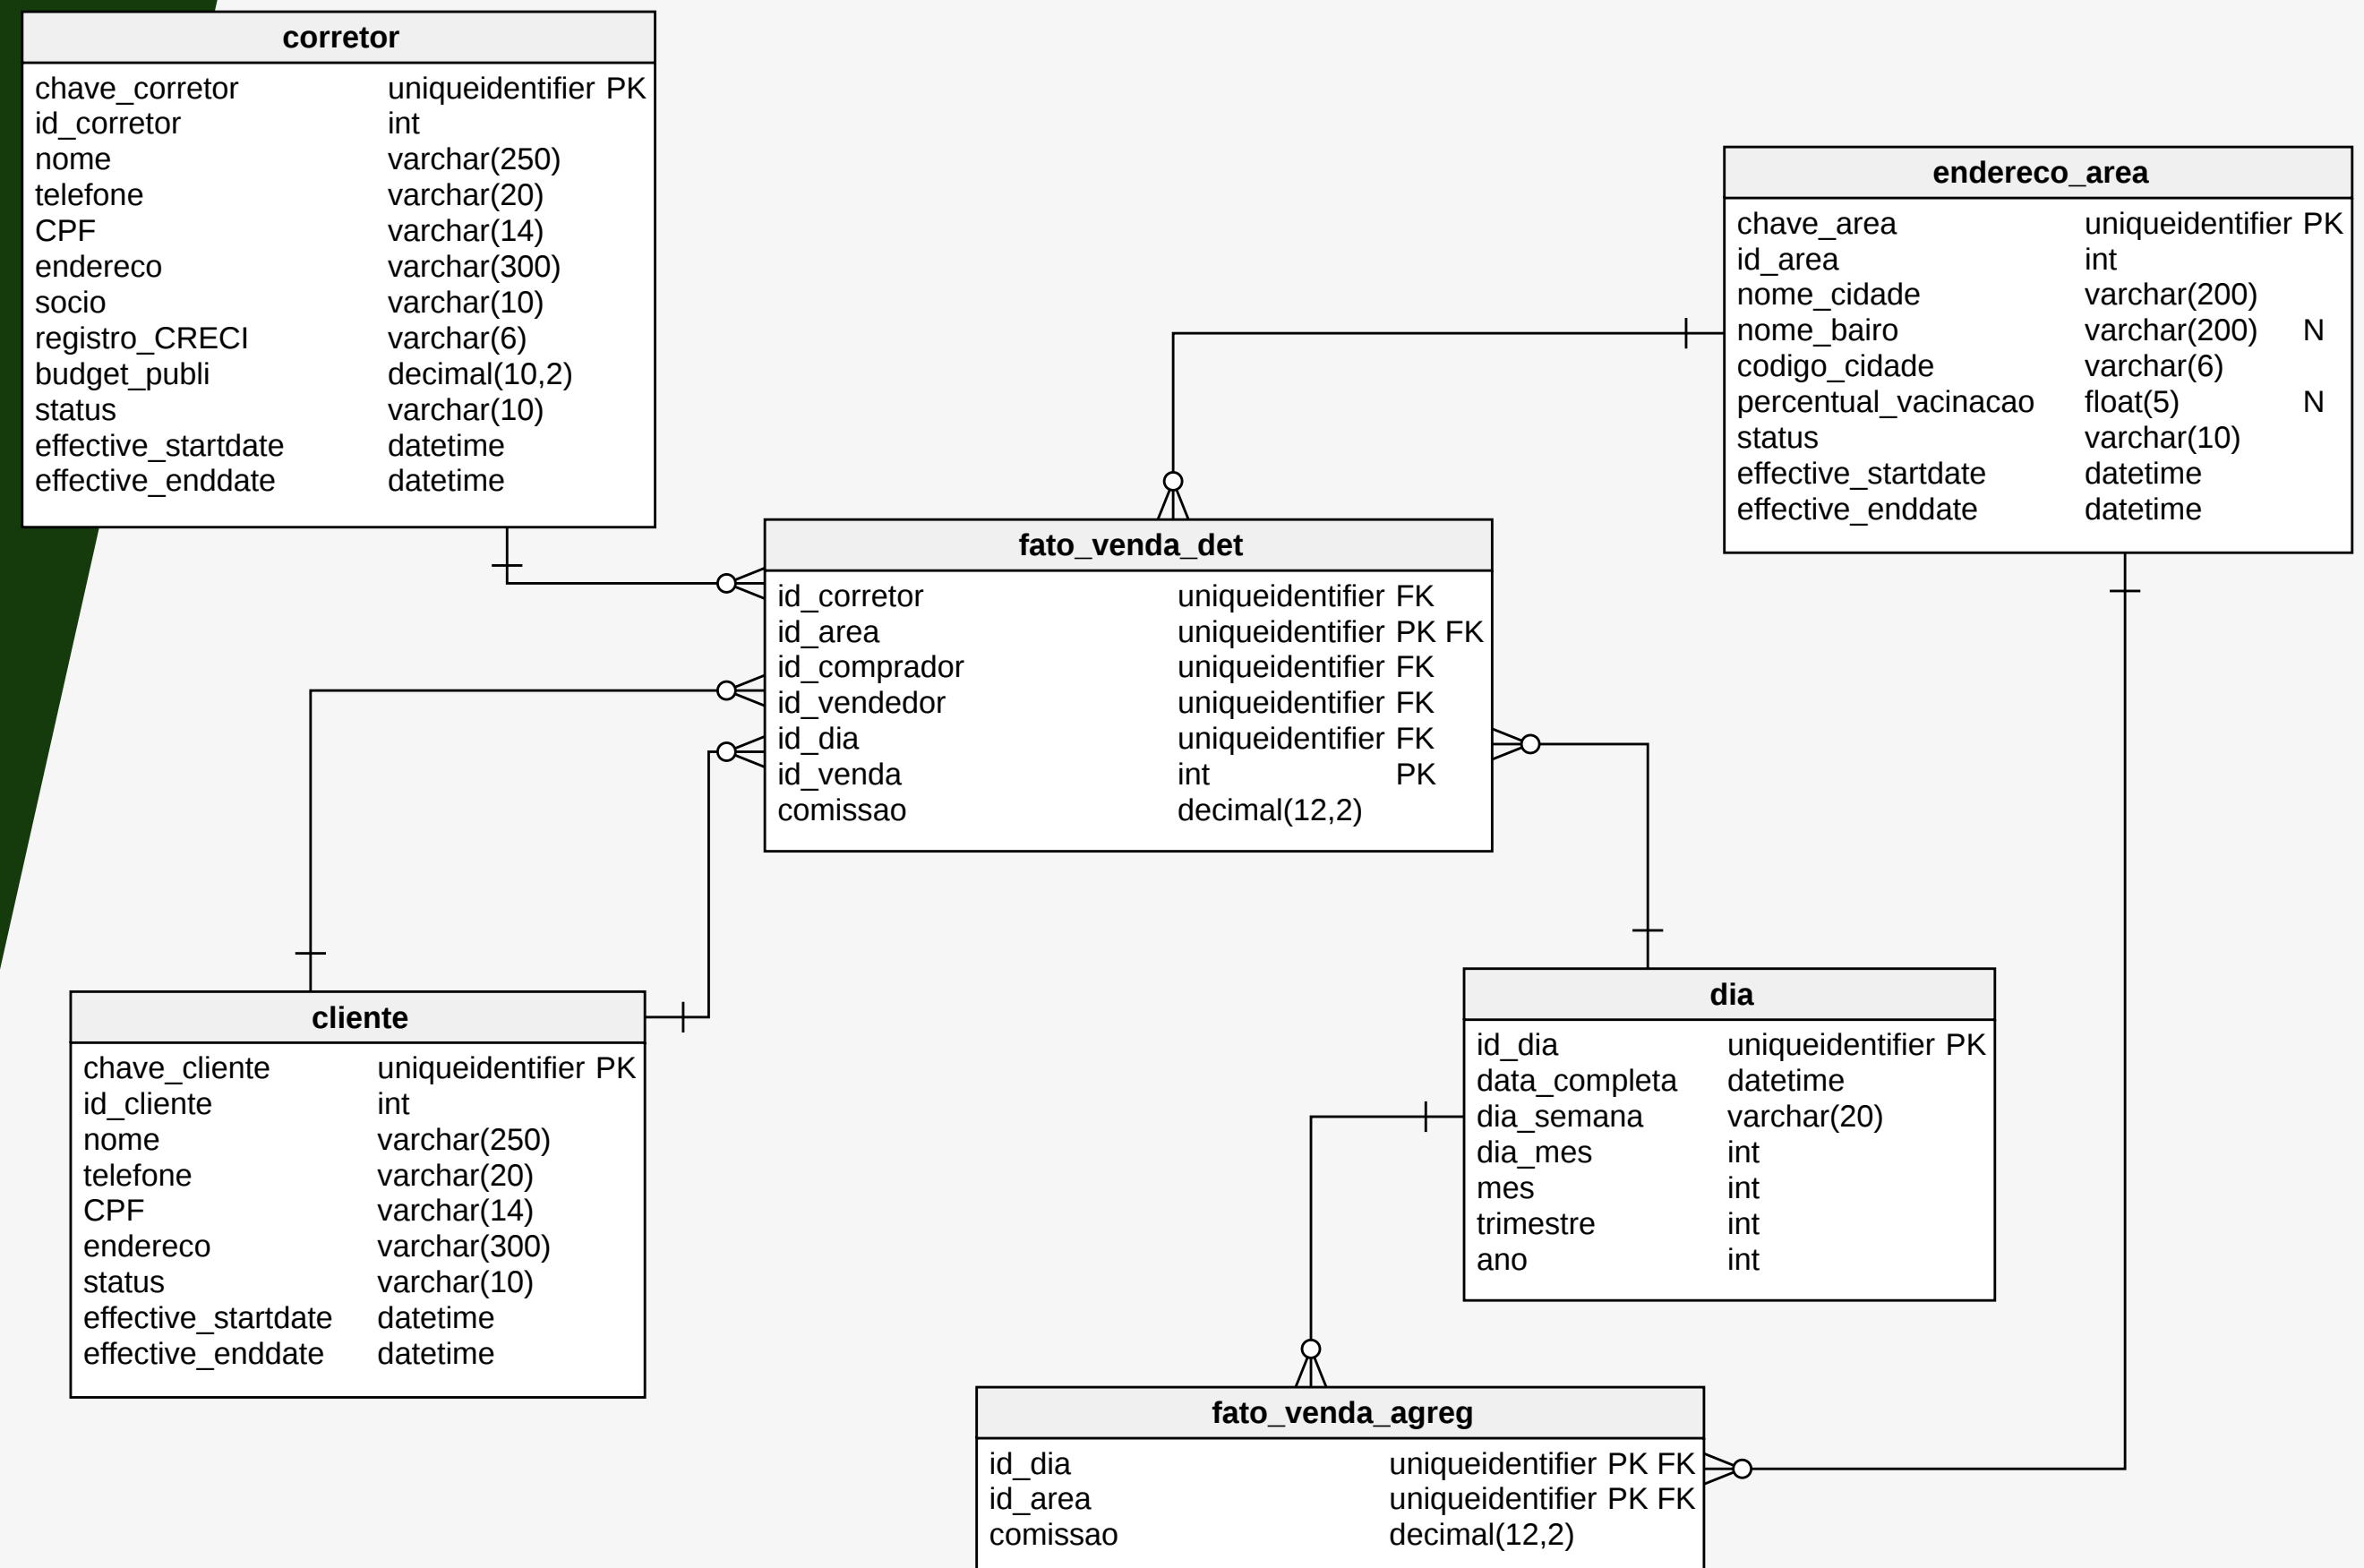 corretor
chave_corretor uniqueidentifier PK
id_corretor int
nome varchar(250)
telefone varchar(20)
CPF varchar(14)
endereco varchar(300)
socio varchar(10)
registro_CRECI varchar(6)
budget_publi decimal(10,2)
status varchar(10)
effective_startdate datetime
effective_enddate datetime
endereco_area
chave_area uniqueidentifier PK
id_area int
nome_cidade varchar(200)
nome_bairo varchar(200) N
codigo_cidade varchar(6)
percentual_vacinacao float(5) N
status varchar(10)
effective_startdate datetime
effective_enddate datetime
fato_venda_det
id_corretor uniqueidentifier FK
id_area uniqueidentifier PK FK
id_comprador uniqueidentifier FK
id_vendedor uniqueidentifier FK
id_dia uniqueidentifier FK
id_venda int PK
comissao decimal(12,2)
cliente
chave_cliente uniqueidentifier PK
id_cliente int
nome varchar(250)
telefone varchar(20)
CPF varchar(14)
endereco varchar(300)
status varchar(10)
effective_startdate datetime
effective_enddate datetime
dia
id_dia uniqueidentifier PK
data_completa datetime
dia_semana varchar(20)
dia_mes int
mes int
trimestre int
ano int
fato_venda_agreg
id_dia uniqueidentifier PK FK
id_area uniqueidentifier PK FK
comissao decimal(12,2)